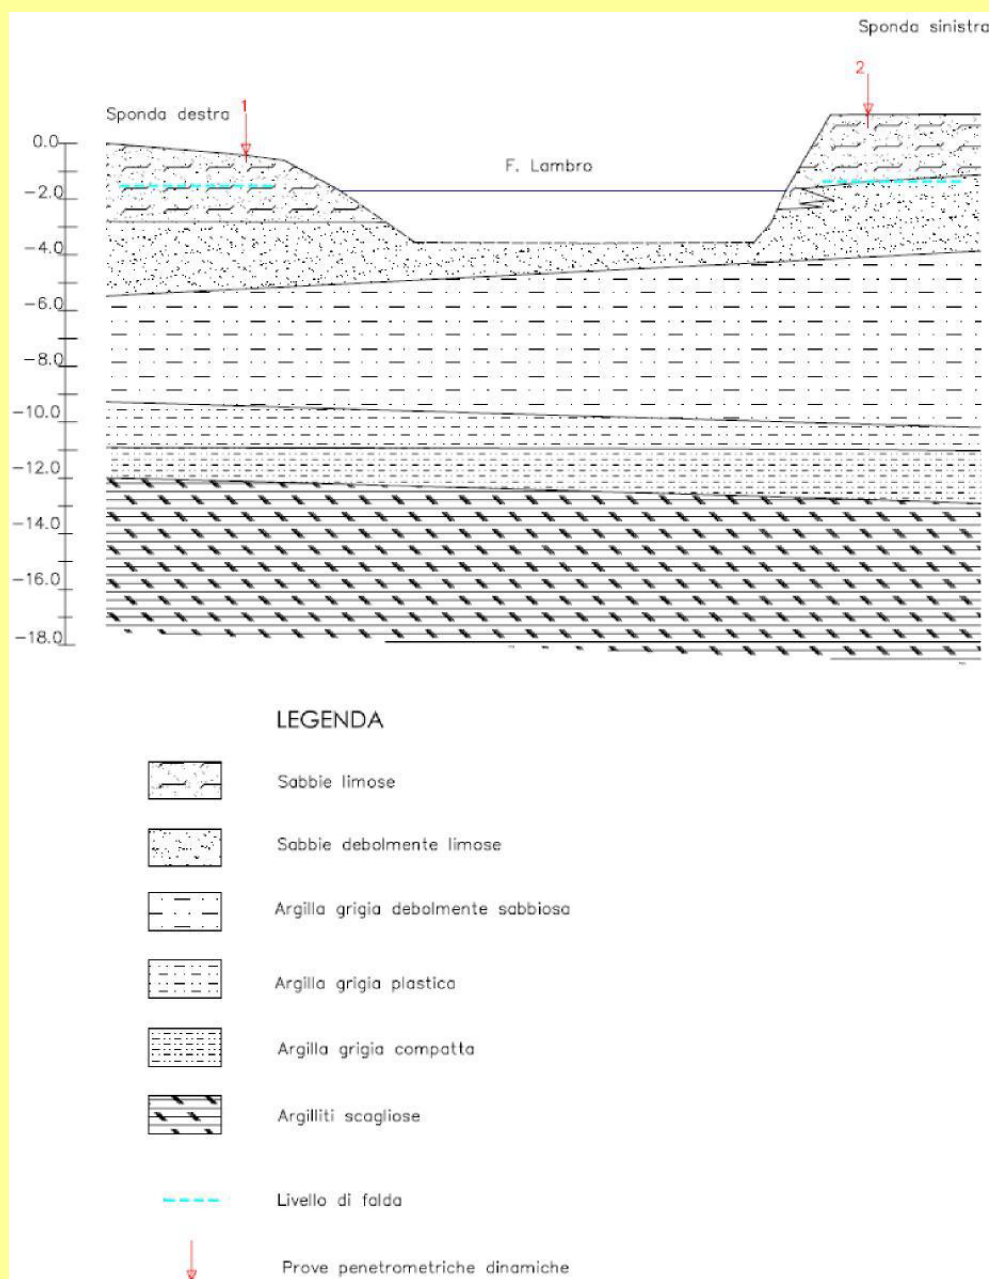 Sponda sinistra
2
Sponda destra
1
F. Lambro
0.0
-2.0
-4.0
-6.0
-8.0
-10.0
-12.0
-14.0
-16.0
-18.0
LEGENDA
Sabbie limose
Sabbie debolmente limose
Argilla grigia debolmente sabbiosa
Argilla grigia plastica
Argilla grigia compatta
Argilliti scagliose
Livello di falda
Prove penetrometriche dinamiche